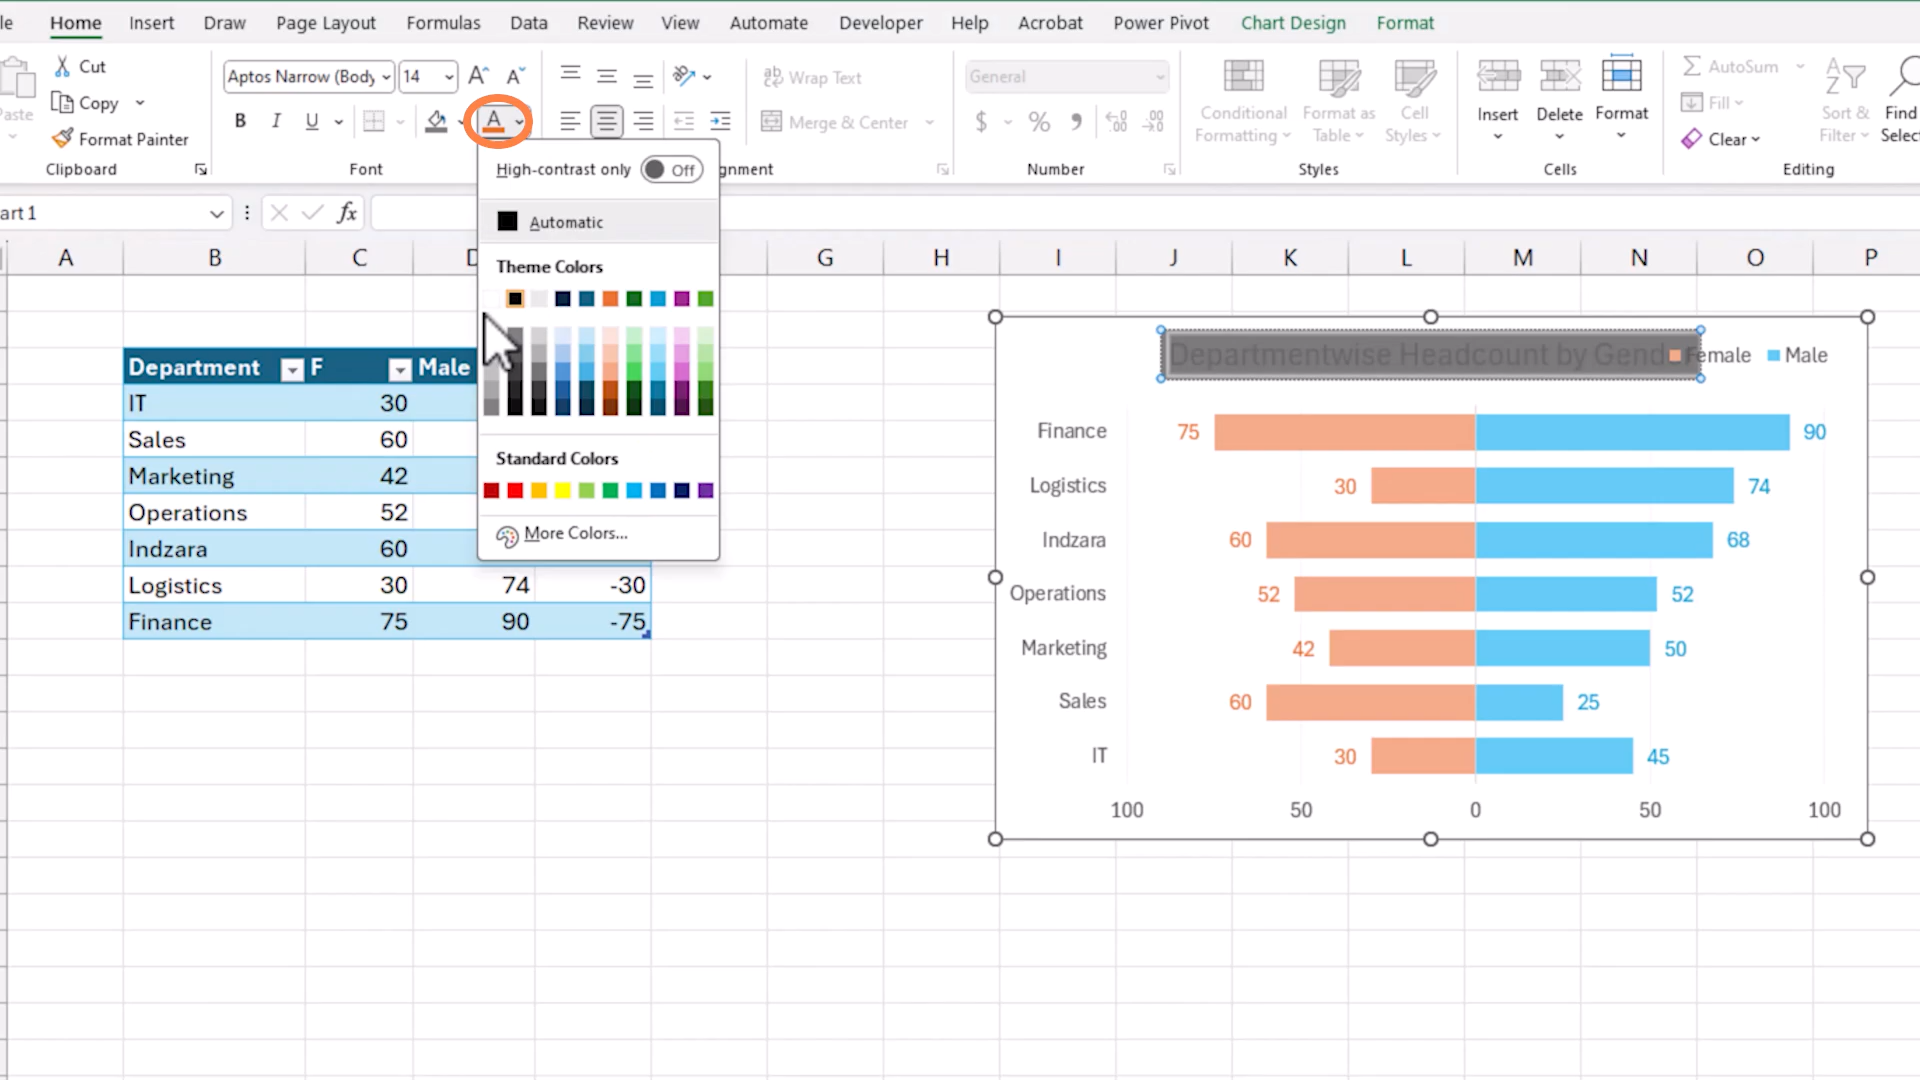 le Home Insert Draw Page Layout Formulas Data Review View Automate Developer Help Acrobat Power Pivot Chart Design Format
Paste
Cut
Copy
Format Painter
Clipboard
Aptos Narrow (Body 14 A A
B I U A
Font
ab Wrap Text
Merge & Center
gnment
General
$ % 9
Number
Conditional
Formatting
Format as
Table
Cell
Styles
Styles
Insert
Delete
Format
Cells
AutoSum
Fill
Clear
Sort &
Filter
Find
Selec
Editing
High-contrast only Off
Automatic
Theme Colors
Standard Colors
More Colors...
art 1 fx
A B C D G H I J K L M N O P
Department F Male
IT 30
Sales 60
Marketing 42
Operations 52
Indzara 60
Logistics 30 74 -30
Finance 75 90 -75
Departmentwise Headcount by Gender
Female Male
Finance 75 90
Logistics 30 74
Indzara 60 68
Operations 52 52
Marketing 42 50
Sales 60 25
IT 30 45
100 50 0 50 100